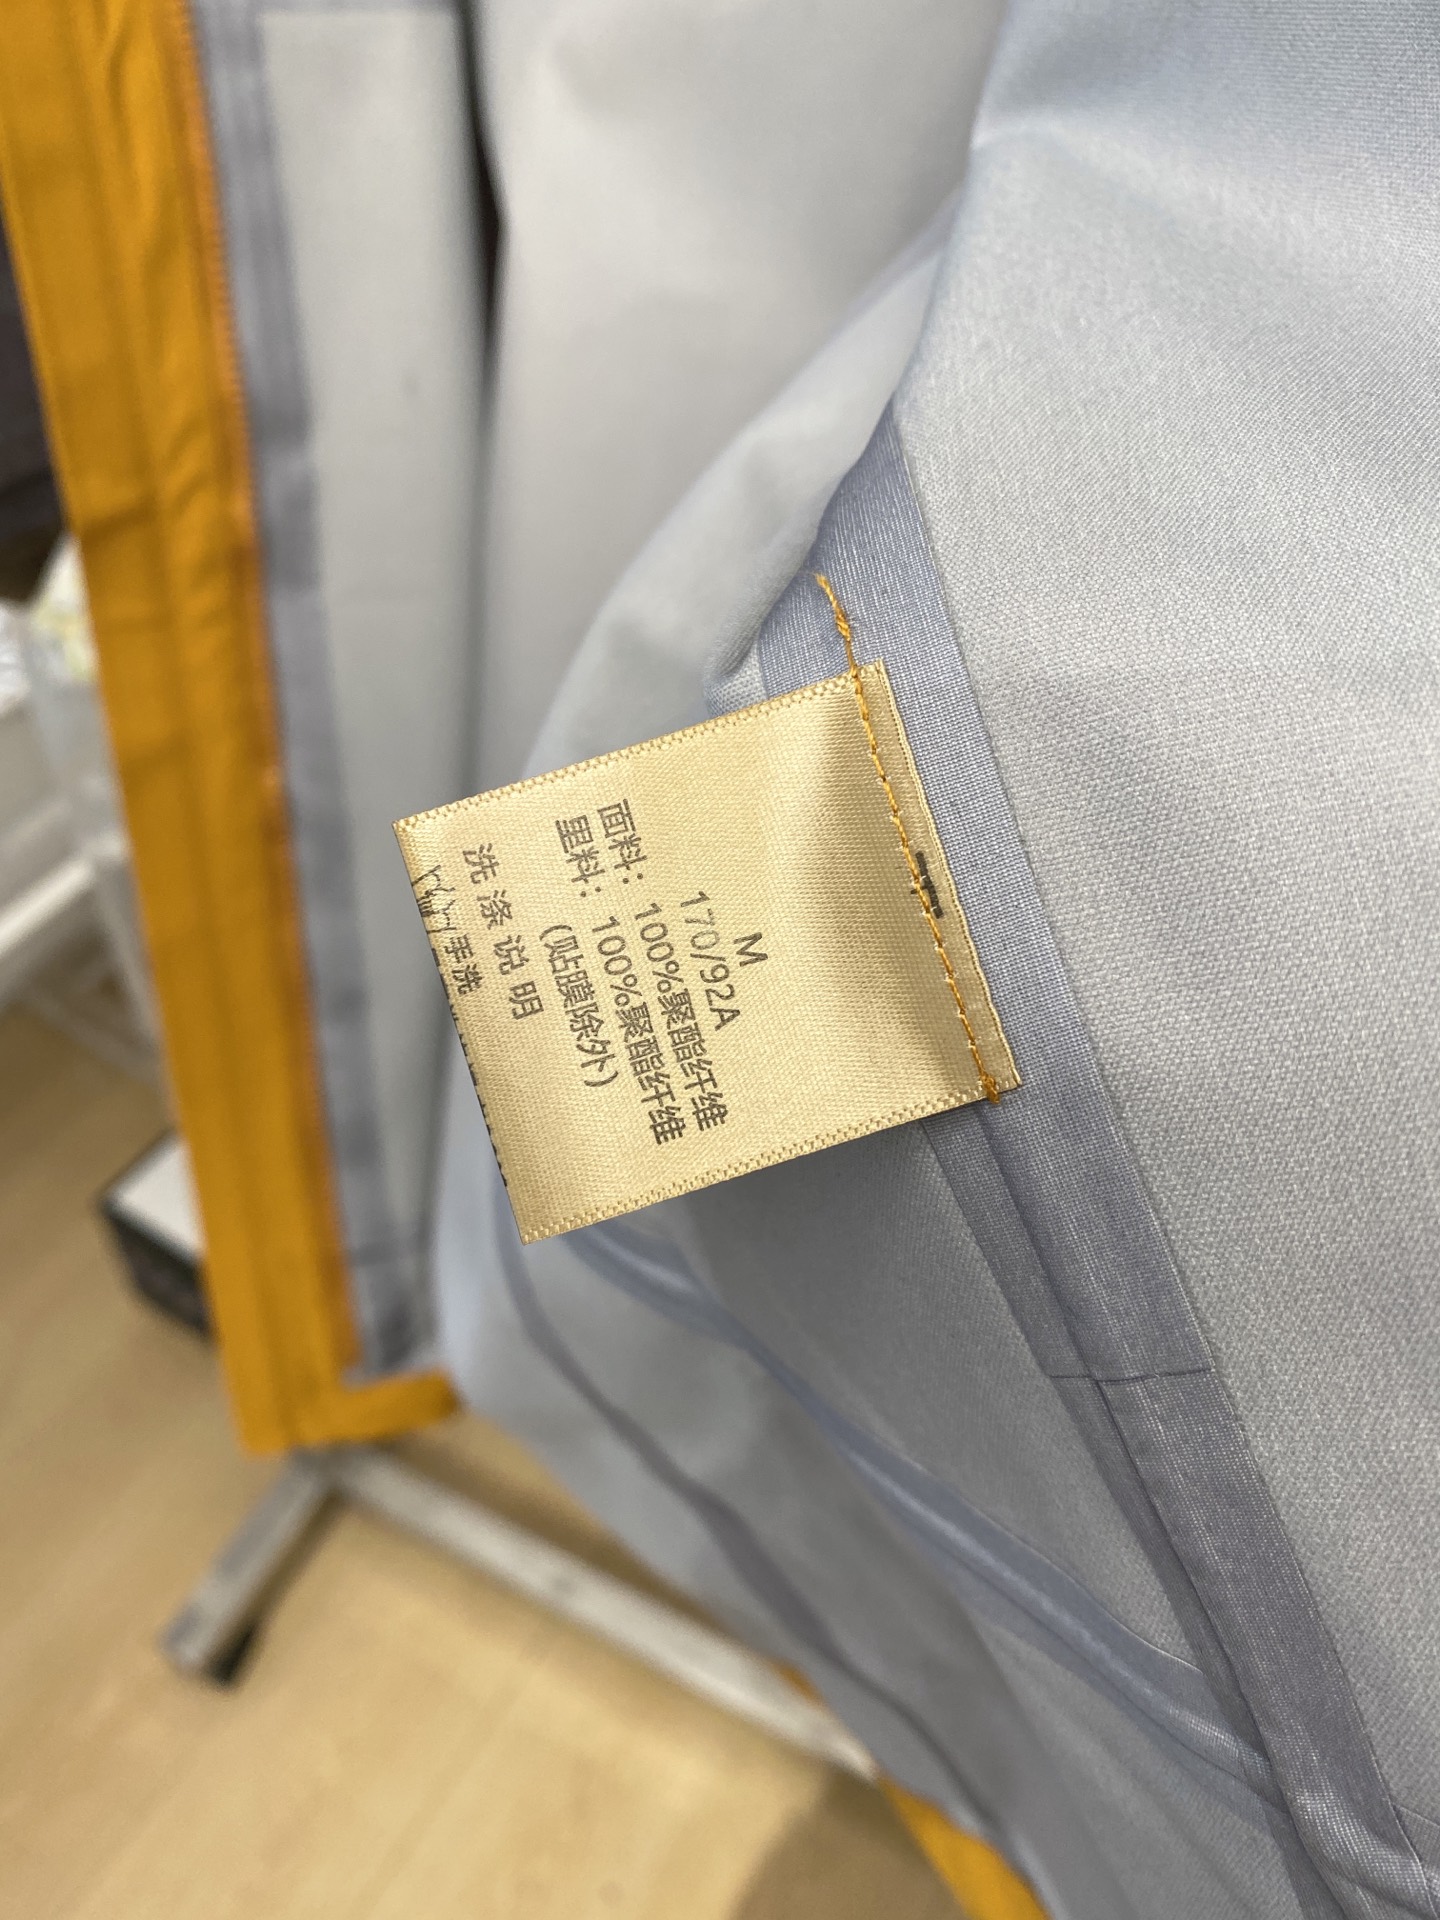 M
170/92A
面料：100%聚酯纤维
里料：100%聚酯纤维
（贴膜除外）
洗涤说明
手洗